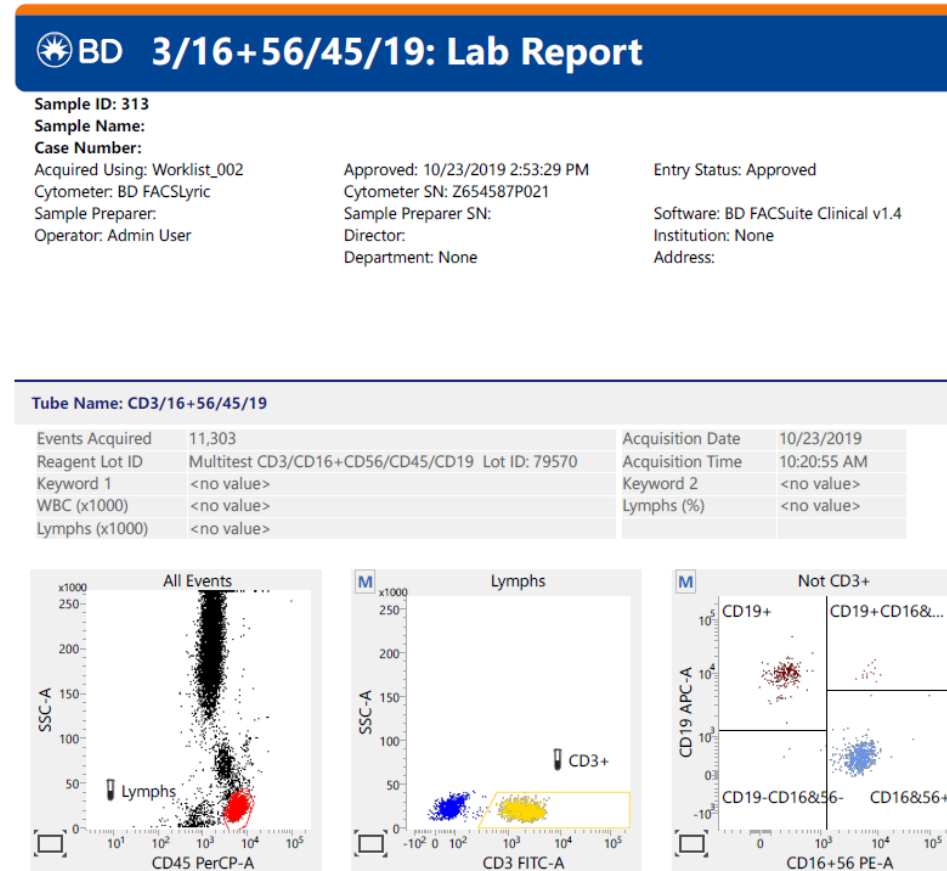 BD 3/16+56/45/19: Lab Report
Sample ID: 313
Sample Name:
Case Number:
Acquired Using: Worklist_002 Approved: 10/23/2019 2:53:29 PM Entry Status: Approved
Cytometer: BD FACSLyric Cytometer SN: Z654587P021
Sample Preparer: Sample Preparer SN: Software: BD FACSuite Clinical v1.4
Operator: Admin User Director: Institution: None
Department: None Address:
Tube Name: CD3/16+56/45/19
Events Acquired 11,303 Acquisition Date 10/23/2019
Reagent Lot ID Multitest CD3/CD16+CD56/CD45/CD19 Lot ID: 79570 Acquisition Time 10:20:55 AM
Keyword 1 <no value> Keyword 2 <no value>
WBC (x1000) <no value> Lymphs (%) <no value>
Lymphs (x1000) <no value>
All Events
x1000
250
200
150
100
50
0
SSC-A
Lymphs
10¹ 10² 10³ 10⁴ 10⁵
CD45 PerCP-A
M Lymphs
x1000
250
200
150
100
50
0
SSC-A
CD3+
-10² 0 10² 10³ 10⁴ 10⁵
CD3 FITC-A
M Not CD3+
CD19+ CD19+CD16&...
10⁵
10⁴
10³
0
-10³
CD19 APC-A
CD19-CD16&56- CD16&56+
0 10³ 10⁴ 10⁵
CD16+56 PE-A